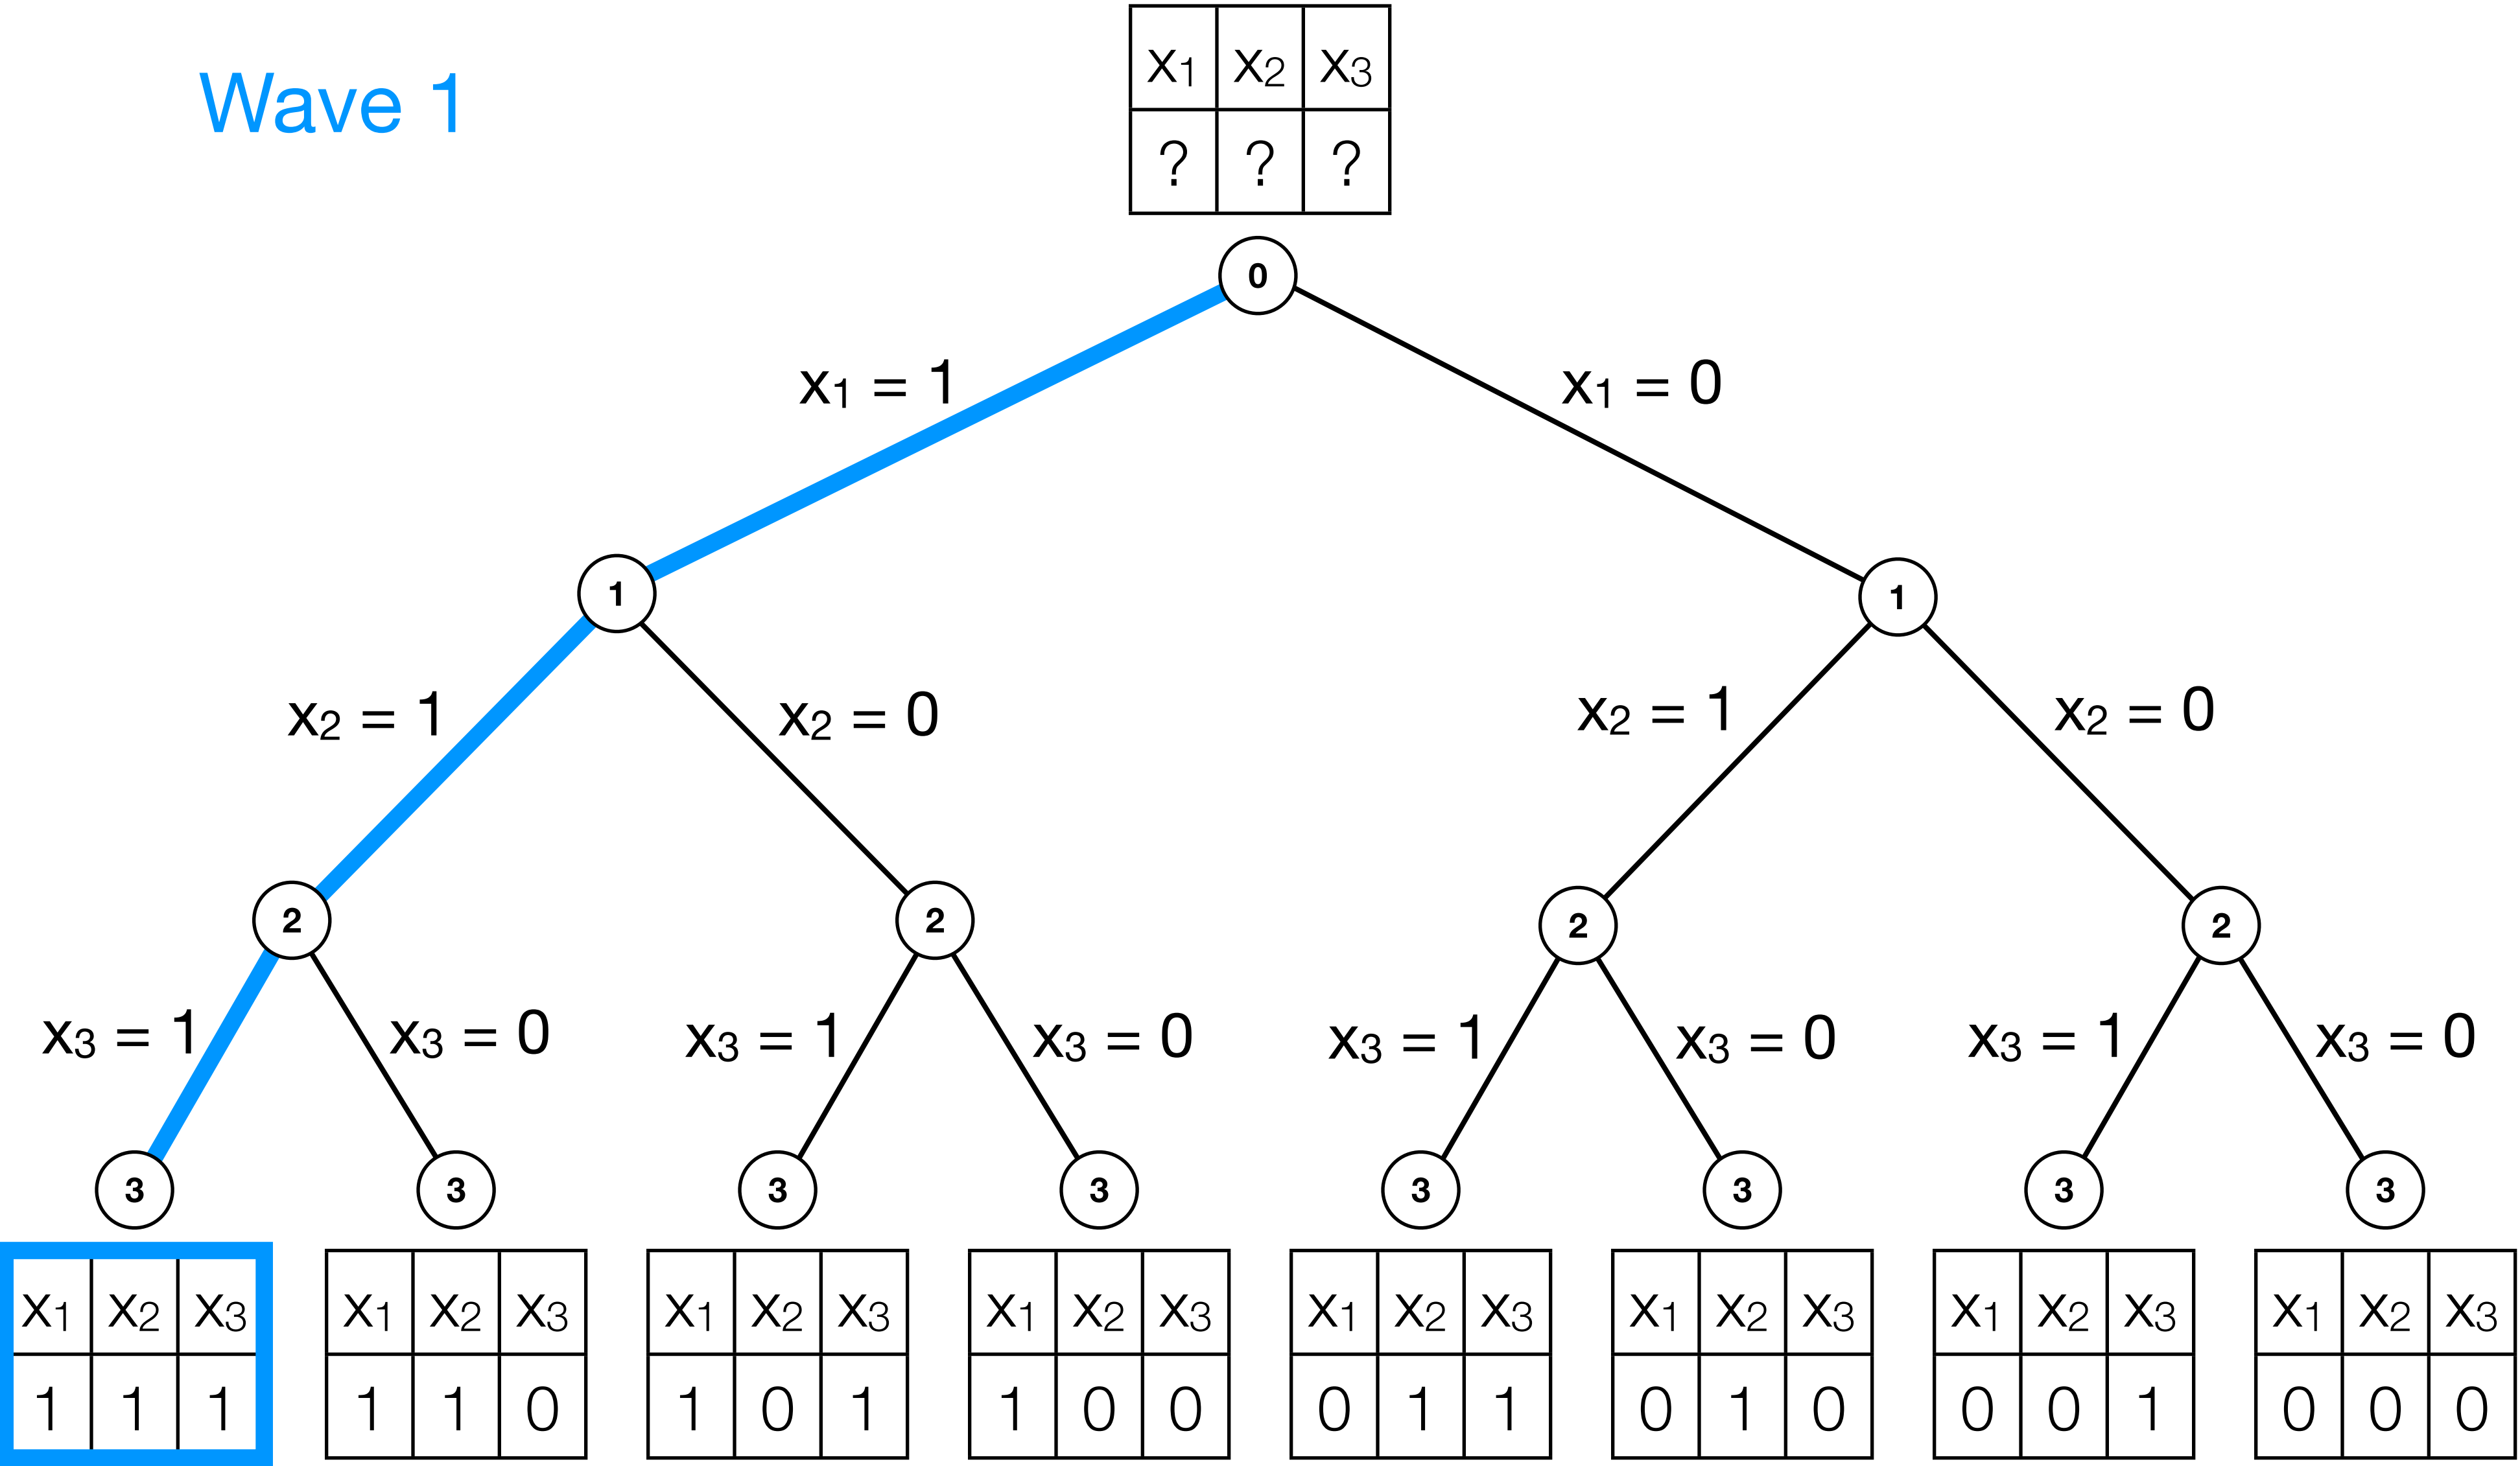 Wave 1
x₁ x₂ x₃
? ? ?
0
x₁ = 1 x₁ = 0
1 1
x₂ = 1 x₂ = 0 x₂ = 1 x₂ = 0
2 2 2 2
x₃ = 1 x₃ = 0 x₃ = 1 x₃ = 0 x₃ = 1 x₃ = 0 x₃ = 1 x₃ = 0
3 3 3 3 3 3 3 3
x₁ x₂ x₃ x₁ x₂ x₃ x₁ x₂ x₃ x₁ x₂ x₃ x₁ x₂ x₃ x₁ x₂ x₃ x₁ x₂ x₃ x₁ x₂ x₃
1 1 1 1 1 0 1 0 1 1 0 0 0 1 1 0 1 0 0 0 1 0 0 0